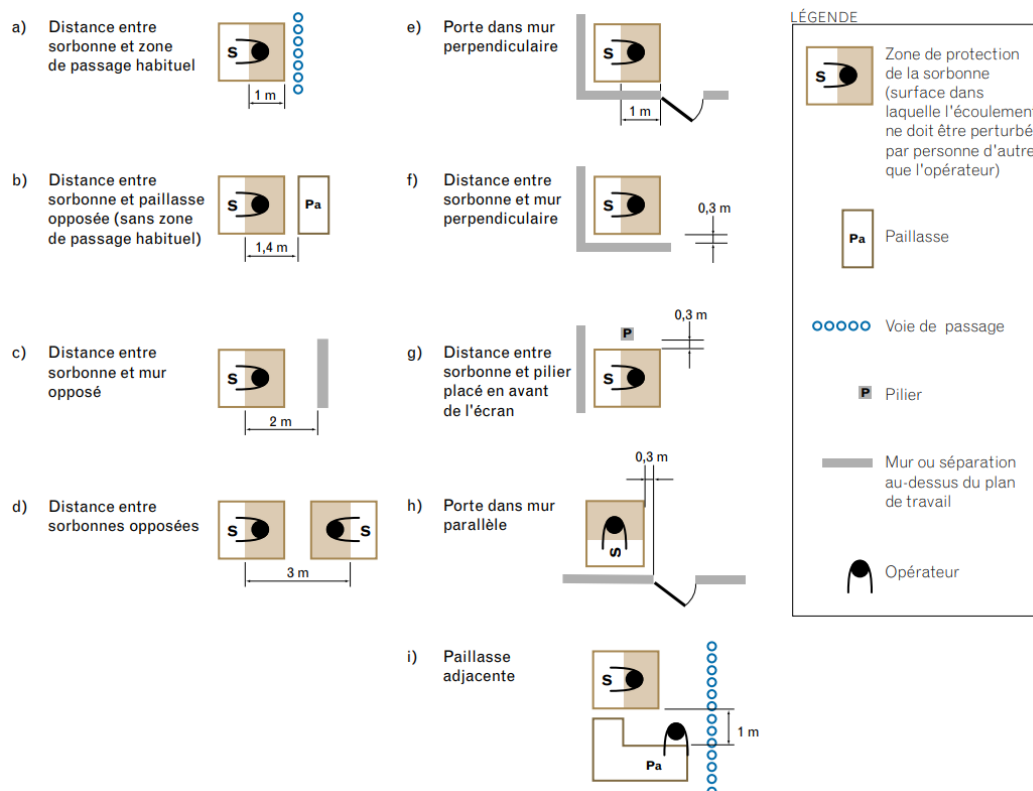 a) Distance entre
sorbonne et zone
de passage habituel
S
1 m
b) Distance entre
sorbonne et paillasse
opposée (sans zone
de passage habituel)
S
Pa
1,4 m
c) Distance entre
sorbonne et mur
opposé
S
2 m
d) Distance entre
sorbonnes opposées
S
S
3 m
e) Porte dans mur
perpendiculaire
S
1 m
f) Distance entre
sorbonne et mur
perpendiculaire
S
0,3 m
g) Distance entre
sorbonne et pilier
placé en avant
de l'écran
P
S
0,3 m
h) Porte dans mur
parallèle
0,3 m
S
i) Paillasse
adjacente
S
Pa
1 m
LÉGENDE
S
Zone de protection
de la sorbonne
(surface dans
laquelle l'écoulement
ne doit être perturbé
par personne d'autre
que l'opérateur)
Pa
Paillasse
Voie de passage
P
Pilier
Mur ou séparation
au-dessus du plan
de travail
Opérateur